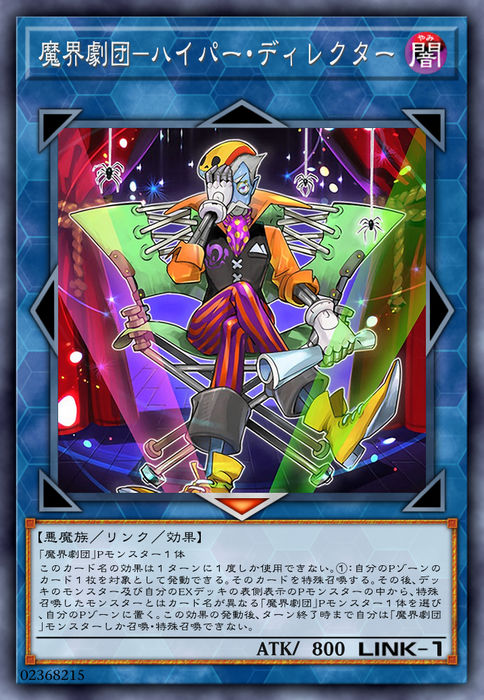 魔界劇団－ハイパー・ディレクター
やみ
闇
【悪魔族／リンク／効果】
「魔界劇団」Pモンスター１体
このカード名の効果は１ターンに１度しか使用できない。①：自分のPゾーンの
カード１枚を対象として発動できる。そのカードを特殊召喚する。その後、デッ
キのモンスター及び自分のEXデッキの表側表示のPモンスターの中から、特殊
召喚したモンスターとはカード名が異なる「魔界劇団」Pモンスター１体を選び
、自分のPゾーンに置く。この効果の発動後、ターン終了時まで自分は「魔界劇団
」モンスターしか召喚・特殊召喚できない。
ATK/ 800 LINK-1
02368215